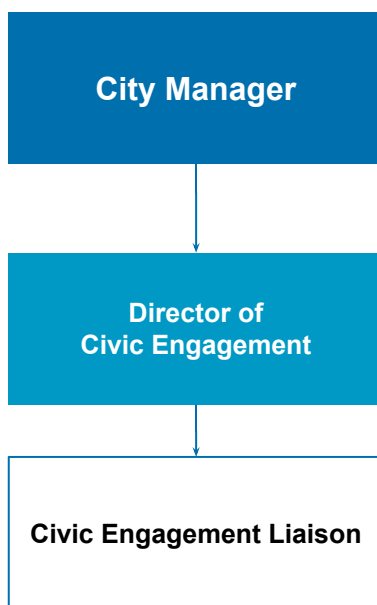 City Manager
Director of
Civic Engagement
Civic Engagement Liaison